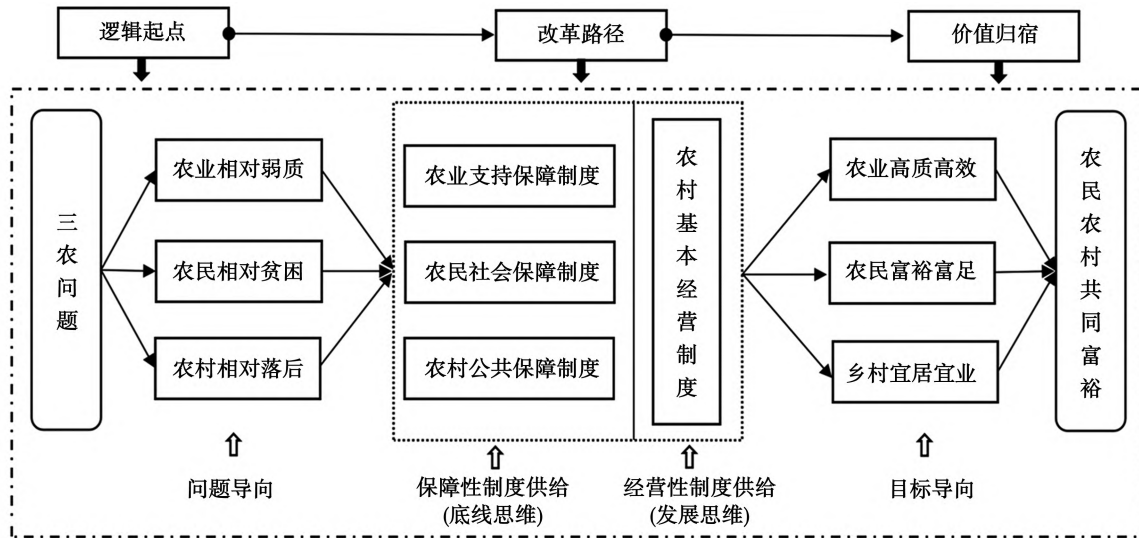 逻辑起点
改革路径
价值归宿
三农问题
农业相对弱质
农民相对贫困
农村相对落后
农业支持保障制度
农民社会保障制度
农村公共保障制度
农村基本经营制度
农业高质高效
农民富裕富足
乡村宜居宜业
农民农村共同富裕
问题导向
保障性制度供给
(底线思维)
经营性制度供给
(发展思维)
目标导向